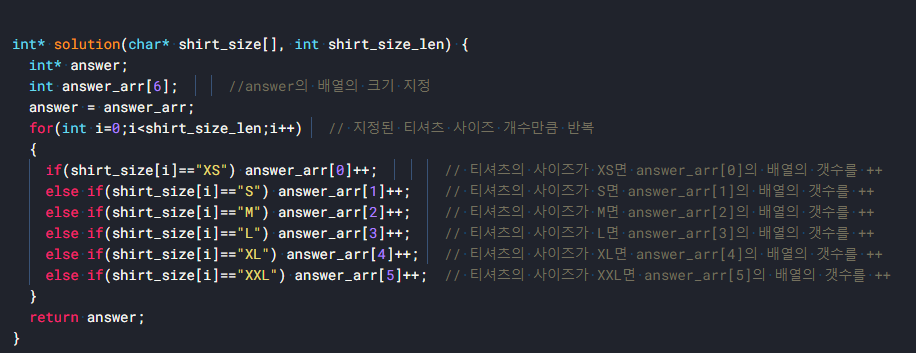 int* solution(char* shirt_size[], int shirt_size_len) {
int* answer;
int answer_arr[6]; //answer의 배열의 크기 지정
answer = answer_arr;
for(int i=0;i<shirt_size_len;i++) // 지정된 티셔츠 사이즈 개수만큼 반복
{
if(shirt_size[i]=="XS") answer_arr[0]++; // 티셔츠의 사이즈가 XS면 answer_arr[0]의 배열의 갯수를 ++
else if(shirt_size[i]=="S") answer_arr[1]++; // 티셔츠의 사이즈가 S면 answer_arr[1]의 배열의 갯수를 ++
else if(shirt_size[i]=="M") answer_arr[2]++; // 티셔츠의 사이즈가 M면 answer_arr[2]의 배열의 갯수를 ++
else if(shirt_size[i]=="L") answer_arr[3]++; // 티셔츠의 사이즈가 L면 answer_arr[3]의 배열의 갯수를 ++
else if(shirt_size[i]=="XL") answer_arr[4]++; // 티셔츠의 사이즈가 XL면 answer_arr[4]의 배열의 갯수를 ++
else if(shirt_size[i]=="XXL") answer_arr[5]++; // 티셔츠의 사이즈가 XXL면 answer_arr[5]의 배열의 갯수를 ++
}
return answer;
}